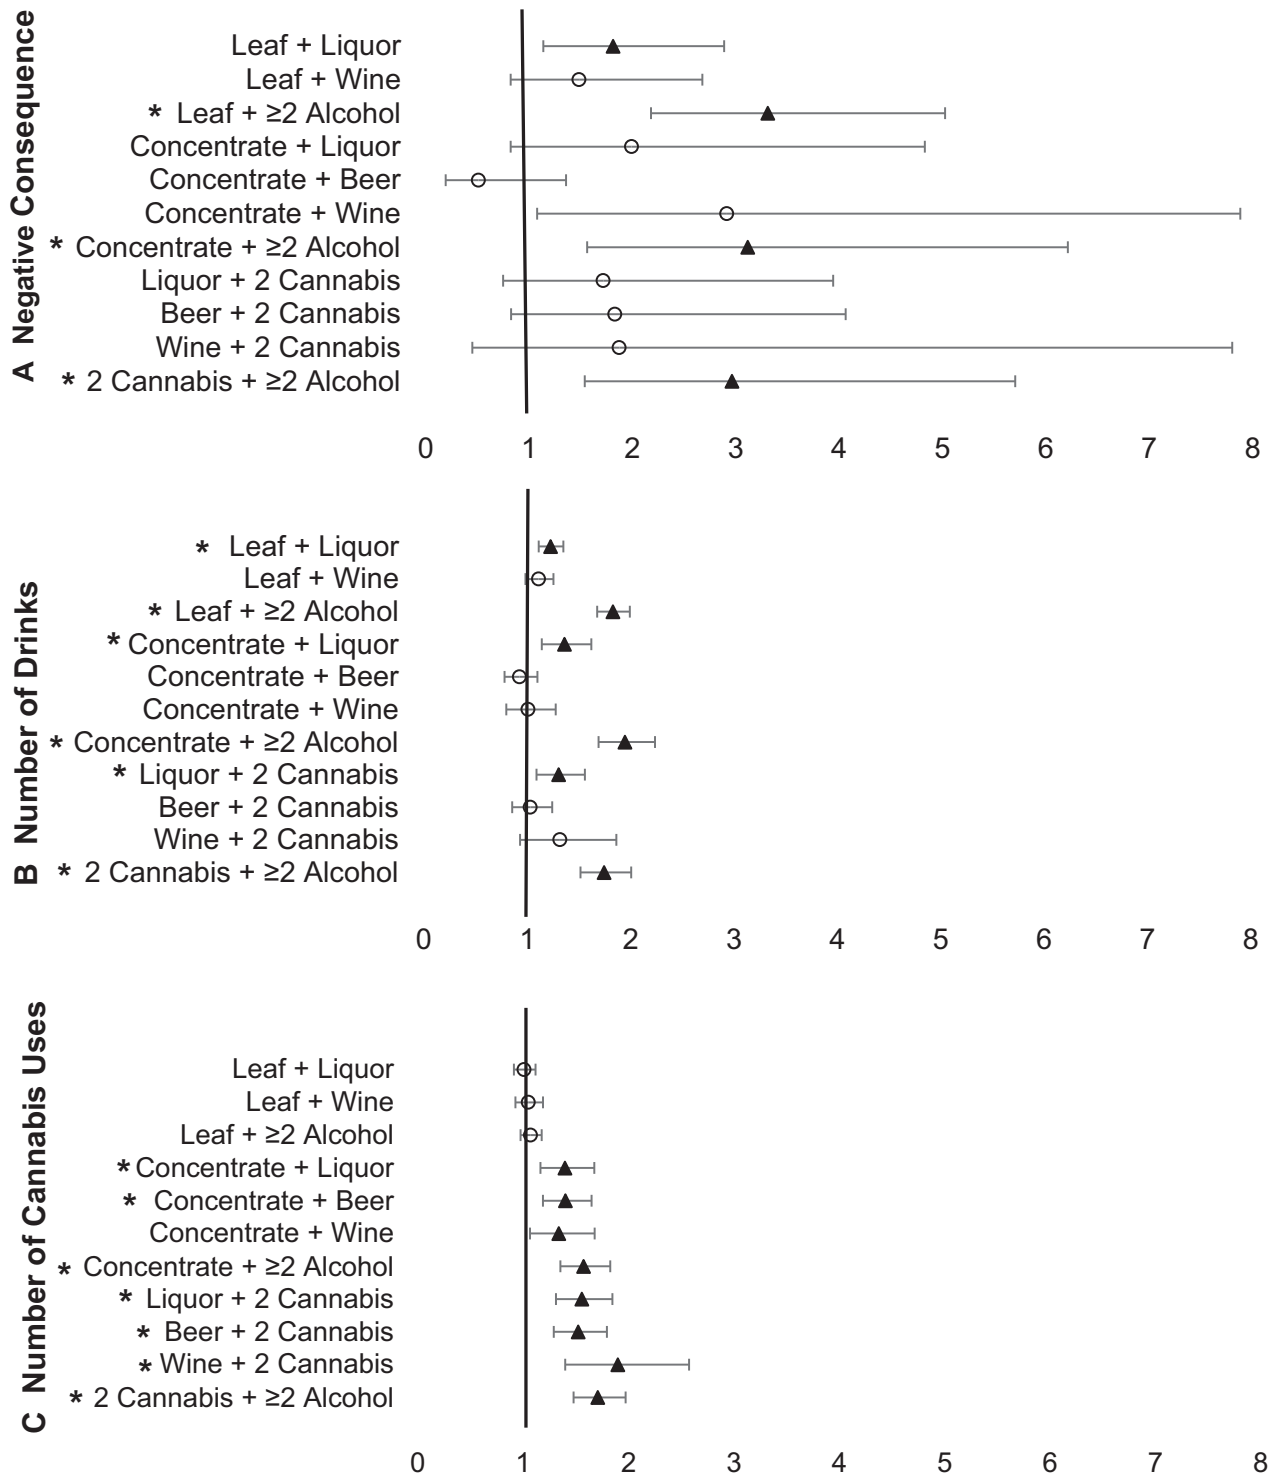 A Negative Consequence
Leaf + Liquor
Leaf + Wine
* Leaf + ≥2 Alcohol
Concentrate + Liquor
Concentrate + Beer
Concentrate + Wine
* Concentrate + ≥2 Alcohol
Liquor + 2 Cannabis
Beer + 2 Cannabis
Wine + 2 Cannabis
* 2 Cannabis + ≥2 Alcohol
0 1 2 3 4 5 6 7 8
B Number of Drinks
* Leaf + Liquor
Leaf + Wine
* Leaf + ≥2 Alcohol
* Concentrate + Liquor
Concentrate + Beer
Concentrate + Wine
* Concentrate + ≥2 Alcohol
* Liquor + 2 Cannabis
Beer + 2 Cannabis
Wine + 2 Cannabis
* 2 Cannabis + ≥2 Alcohol
0 1 2 3 4 5 6 7 8
C Number of Cannabis Uses
Leaf + Liquor
Leaf + Wine
Leaf + ≥2 Alcohol
* Concentrate + Liquor
* Concentrate + Beer
Concentrate + Wine
* Concentrate + ≥2 Alcohol
* Liquor + 2 Cannabis
* Beer + 2 Cannabis
* Wine + 2 Cannabis
* 2 Cannabis + ≥2 Alcohol
0 1 2 3 4 5 6 7 8